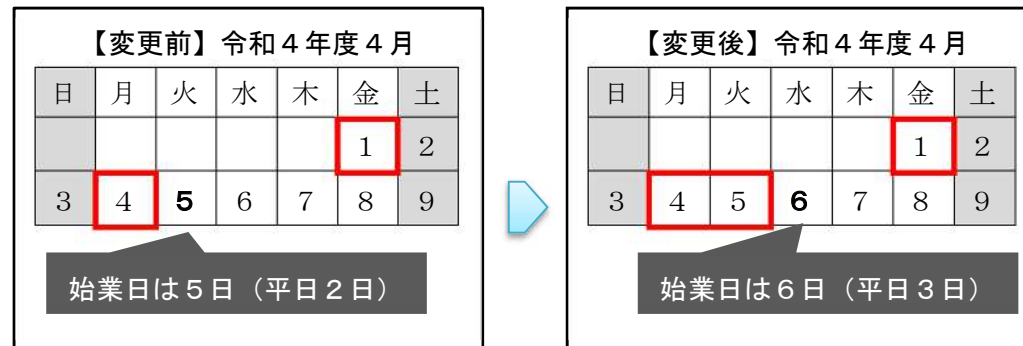 【変更前】令和４年度４月
日 月 火 水 木 金 土
1 2
3 4 5 6 7 8 9
始業日は５日（平日２日）
【変更後】令和４年度４月
日 月 火 水 木 金 土
1 2
3 4 5 6 7 8 9
始業日は６日（平日３日）